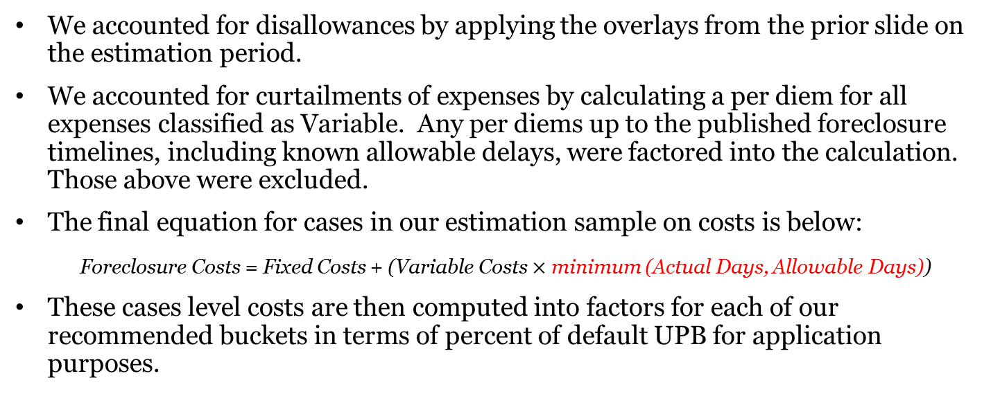 • We accounted for disallowances by applying the overlays from the prior slide on
the estimation period.
• We accounted for curtailments of expenses by calculating a per diem for all
expenses classified as Variable.  Any per diems up to the published foreclosure
timelines, including known allowable delays, were factored into the calculation.
Those above were excluded.
• The final equation for cases in our estimation sample on costs is below:
Foreclosure Costs = Fixed Costs + (Variable Costs × minimum (Actual Days, Allowable Days))
• These cases level costs are then computed into factors for each of our
recommended buckets in terms of percent of default UPB for application
purposes.